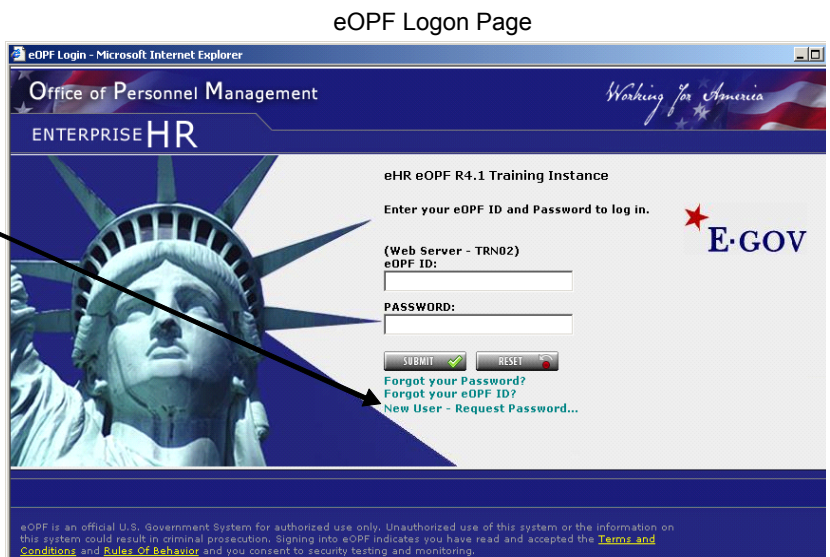 eOPF Logon Page
eOPF Login - Microsoft Internet Explorer
Office of Personnel Management
Working for America
ENTERPRISE HR
eHR eOPF R4.1 Training Instance
Enter your eOPF ID and Password to log in.
E·GOV
(Web Server - TRN02)
eOPF ID:
PASSWORD:
SUBMIT RESET
Forgot your Password?
Forgot your eOPF ID?
New User - Request Password...
eOPF is an official U.S. Government System for authorized use only. Unauthorized use of this system or the information on
this system could result in criminal prosecution. Signing into eOPF indicates you have read and accepted the Terms and
Conditions and Rules Of Behavior and you consent to security testing and monitoring.